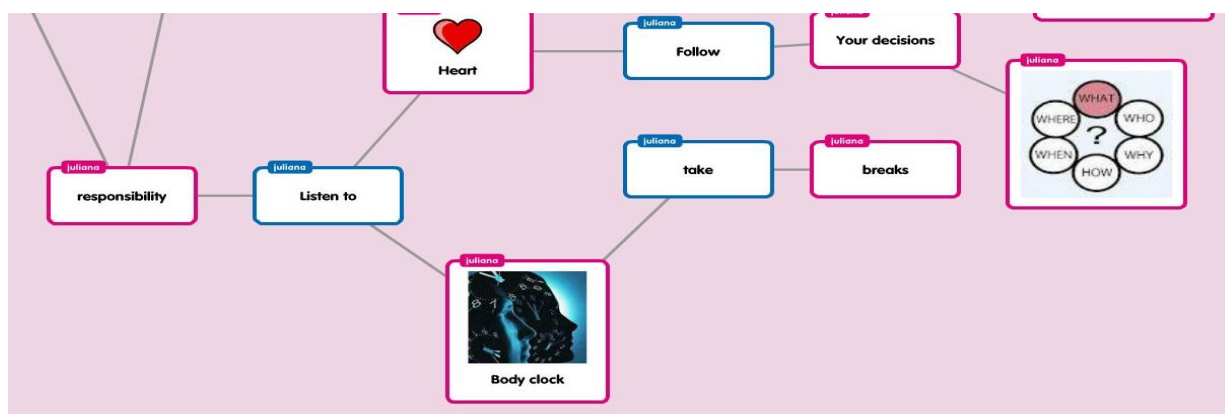 juliana
Heart
juliana
Follow
juliana
Your decisions
juliana
WHAT
WHERE
WHO
?
WHEN
WHY
HOW
juliana
responsibility
juliana
Listen to
juliana
take
juliana
breaks
juliana
Body clock